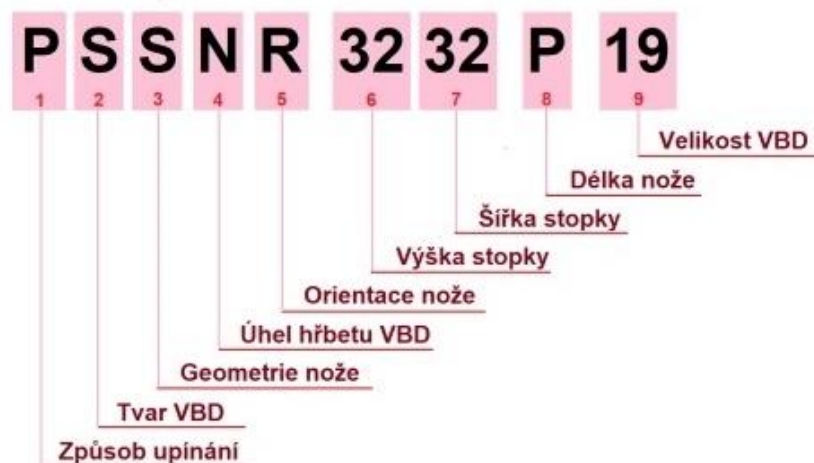 P S S N R 32 32 P 19
1 2 3 4 5 6 7 8 9
Velikost VBD
Délka nože
Šířka stopky
Výška stopky
Orientace nože
Úhel hřbetu VBD
Geometrie nože
Tvar VBD
Způsob upínání